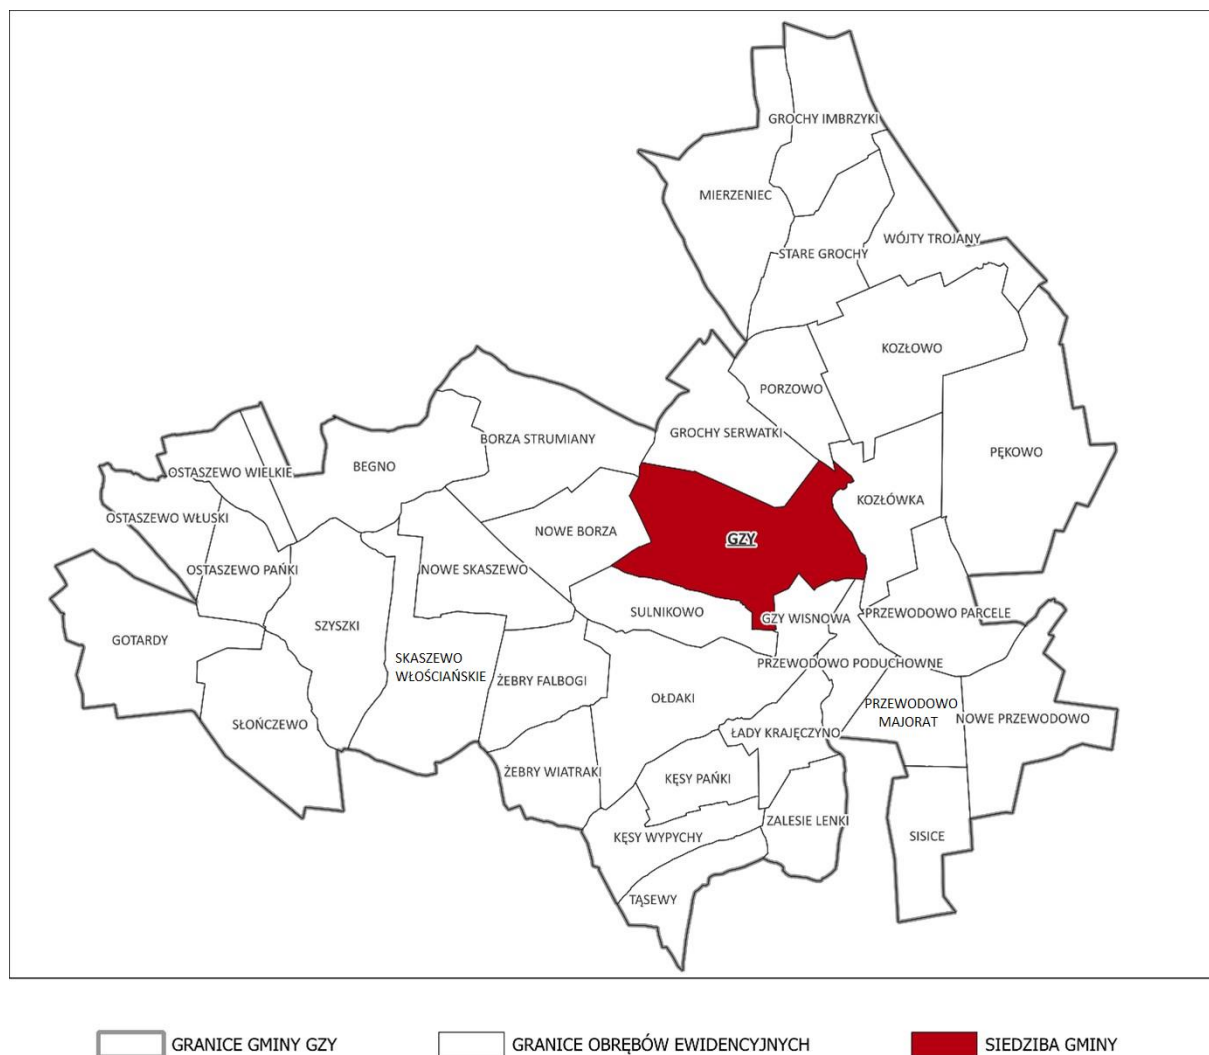 GROCHY IMBRZYKI
MIERZENIEC
WÓJTY TROJANY
STARE GROCHY
KOZŁOWO
PORZOWO
GROCHY SERWATKI
BORZA STRUMIANY
PĘKOWO
BEGNO
OSTASZEWO WIELKIE
KOZŁÓWKA
OSTASZEWO WŁUSKI
NOWE BORZA
GZY
OSTASZEWO PAŃKI
NOWE SKASZEWO
SULNIKOWO
GZY WISNOWA
PRZEWODOWO PARCELE
SZYSZKI
GOTARDY
SKASZEWO
WŁOŚCIAŃSKIE
PRZEWODOWO PODUCHOWNE
ŻEBRY FALBOGI
OŁDAKI
PRZEWODOWO
MAJORAT
NOWE PRZEWODOWO
SŁOŃCZEWO
ŁADY KRAJĘCZYNO
ŻEBRY WIATRAKI
KĘSY PAŃKI
ZALESIE LENKI
KĘSY WYPYCHY
SISICE
TĄSEWY
GRANICE GMINY GZY
GRANICE OBRĘBÓW EWIDENCYJNYCH
SIEDZIBA GMINY